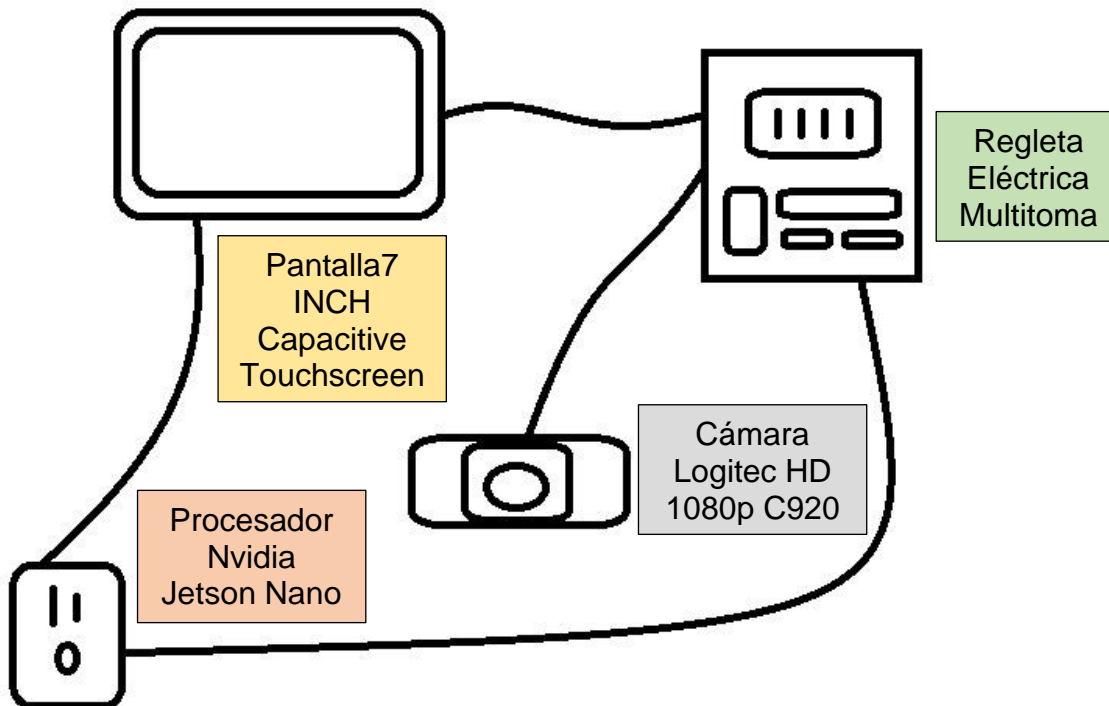 Regleta
Eléctrica
Multitoma
Pantalla7
INCH
Capacitive
Touchscreen
Cámara
Logitec HD
1080p C920
Procesador
Nvidia
Jetson Nano